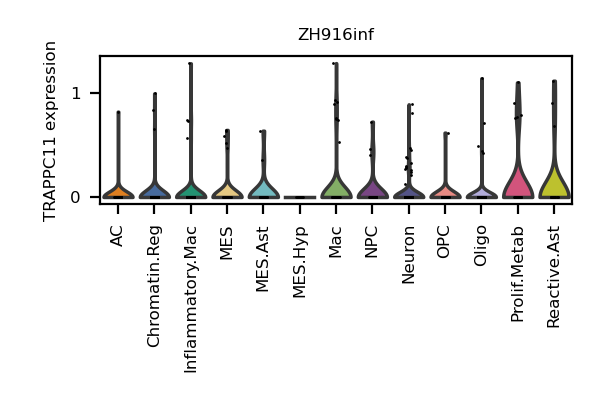 ZH916inf
TRAPPC11 expression
1
0
AC
Chromatin.Reg
Inflammatory.Mac
MES
MES.Ast
MES.Hyp
Mac
NPC
Neuron
OPC
Oligo
Prolif.Metab
Reactive.Ast